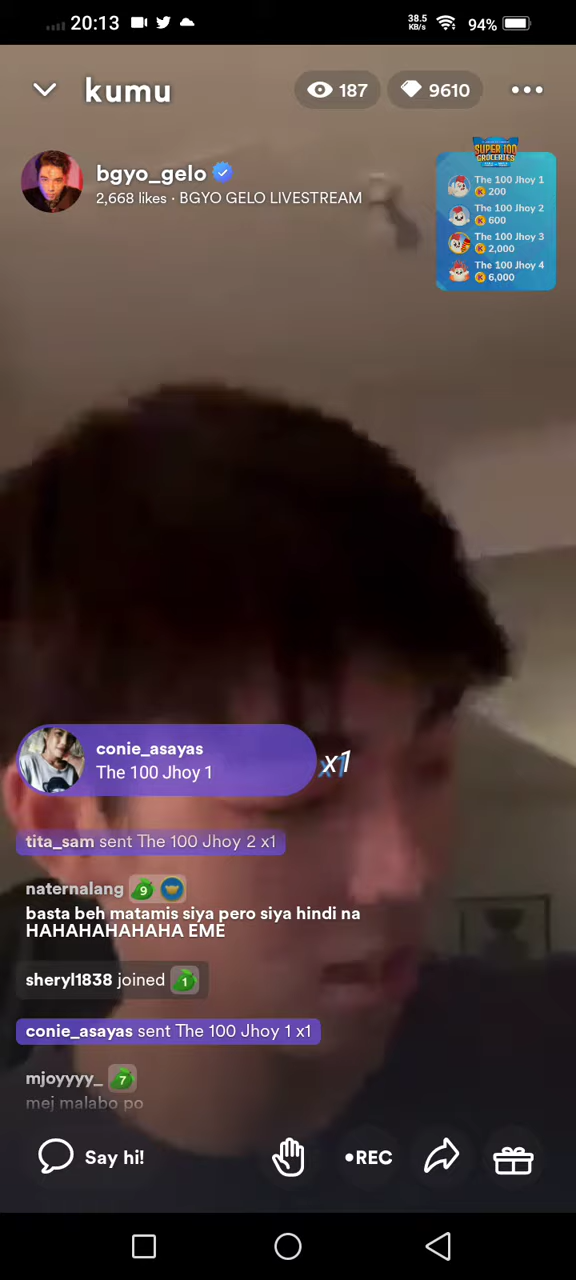 20:13
38.5
KB/s
94%
kumu
187
9610
bgyo_gelo
2,668 likes · BGYO GELO LIVESTREAM
SUPER 100
GROCERIES
The 100 Jhoy 1
200
The 100 Jhoy 2
600
The 100 Jhoy 3
2,000
The 100 Jhoy 4
6,000
conie_asayas
The 100 Jhoy 1
x1
tita_sam sent The 100 Jhoy 2 x1
naternalang 9
basta beh matamis siya pero siya hindi na
HAHAHAHAHAHA EME
sheryl1838 joined 1
conie_asayas sent The 100 Jhoy 1 x1
mjoyyyy_ 7
mej malabo po
Say hi!
•REC